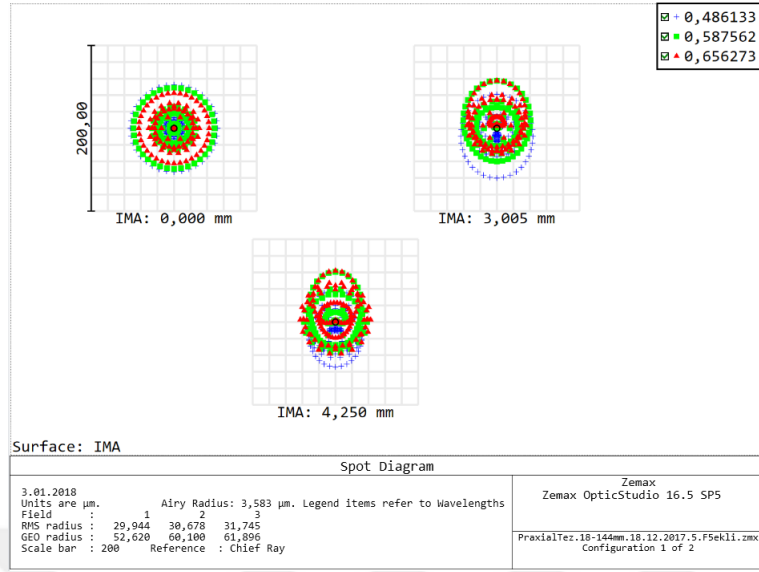 + 0,486133
0,587562
0,656273
200,00
IMA: 0,000 mm
IMA: 3,005 mm
IMA: 4,250 mm
Surface: IMA
Spot Diagram
3.01.2018
Units are µm. Airy Radius: 3,583 µm. Legend items refer to Wavelengths
Field : 1 2 3
RMS radius : 29,944 30,678 31,745
GEO radius : 52,620 60,100 61,896
Scale bar : 200 Reference : Chief Ray
Zemax
Zemax OpticStudio 16.5 SP5
PraxialTez.18-144mm.18.12.2017.5.F5ekli.zmx
Configuration 1 of 2